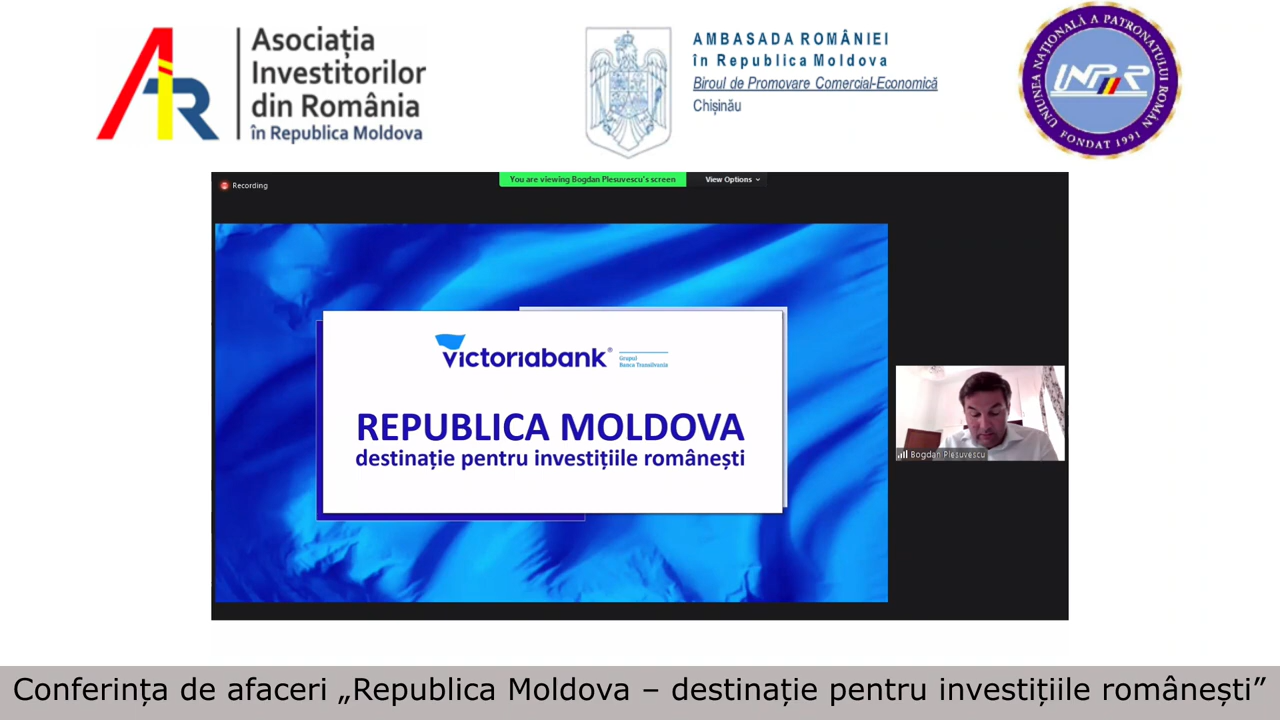 Asociația
Investitorilor
din România
în Republica Moldova
AMBASADA ROMÂNIEI
în Republica Moldova
Biroul de Promovare Comercial-Economică
Chișinău
UNIUNEA NAȚIONALĂ A PATRONATULUI ROMÂN
UNPR
FONDAT 1991
Recording
You are viewing Bogdan Plesuvescu's screen
View Options
victoriabank®
Grupul
Banca Transilvania
REPUBLICA MOLDOVA
destinație pentru investițiile românești
Bogdan Plesuvescu
Conferința de afaceri „Republica Moldova – destinație pentru investițiile românești”